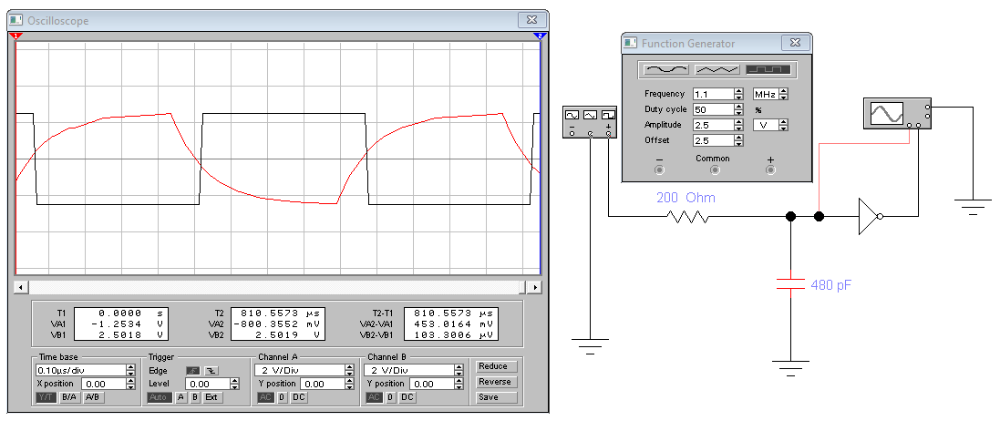 Oscilloscope
1
2
T1 0.0000 s
VA1 -1.2534 V
VB1 2.5018 V
T2 810.5573 µs
VA2 -800.3552 mV
VB2 2.5019 V
T2-T1 810.5573 µs
VA2-VA1 453.0164 mV
VB2-VB1 103.3006 µV
Time base
0.10µs/div
X position 0.00
Y/T B/A A/B
Trigger
Edge
Level 0.00
Auto A B Ext
Channel A
2 V/Div
Y position 0.00
AC 0 DC
Channel B
2 V/Div
Y position 0.00
AC 0 DC
Reduce
Reverse
Save
Function Generator
Frequency 1.1 MHz
Duty cycle 50 %
Amplitude 2.5 V
Offset 2.5
− Common +
− +
200 Ohm
480 pF